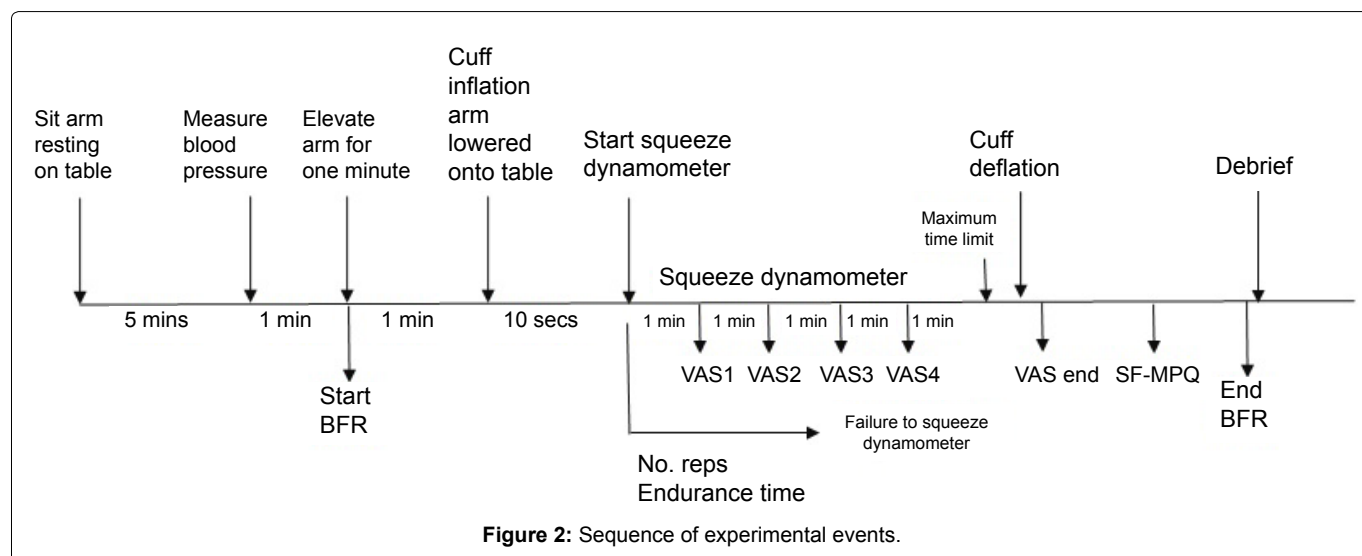 Sit arm
resting
on table
Measure
blood
pressure
Elevate
arm for
one minute
Cuff
inflation
arm
lowered
onto table
Start squeeze
dynamometer
Maximum
time limit
Cuff
deflation
Debrief
Squeeze dynamometer
5 mins
1 min
1 min
10 secs
1 min
1 min
1 min
1 min
1 min
Start
BFR
VAS1
VAS2
VAS3
VAS4
VAS end
SF-MPQ
End
BFR
Failure to squeeze
dynamometer
No. reps
Endurance time
Figure 2: Sequence of experimental events.